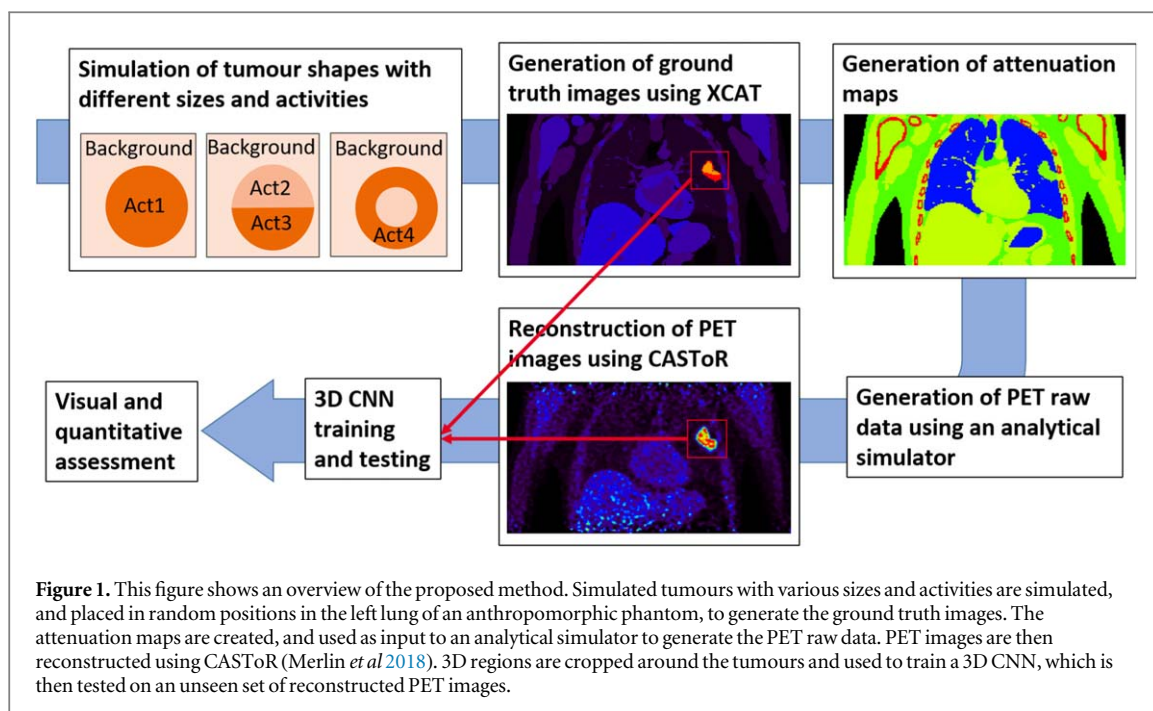 Simulation of tumour shapes with
different sizes and activities
Background
Act1
Background
Act2
Act3
Background
Act4
Generation of ground
truth images using XCAT
Generation of attenuation
maps
Generation of PET raw
data using an analytical
simulator
Reconstruction of PET
images using CASToR
3D CNN
training
and testing
Visual and
quantitative
assessment
Figure 1. This figure shows an overview of the proposed method. Simulated tumours with various sizes and activities are simulated,
and placed in random positions in the left lung of an anthropomorphic phantom, to generate the ground truth images. The
attenuation maps are created, and used as input to an analytical simulator to generate the PET raw data. PET images are then
reconstructed using CASToR (Merlin et al 2018). 3D regions are cropped around the tumours and used to train a 3D CNN, which is
then tested on an unseen set of reconstructed PET images.